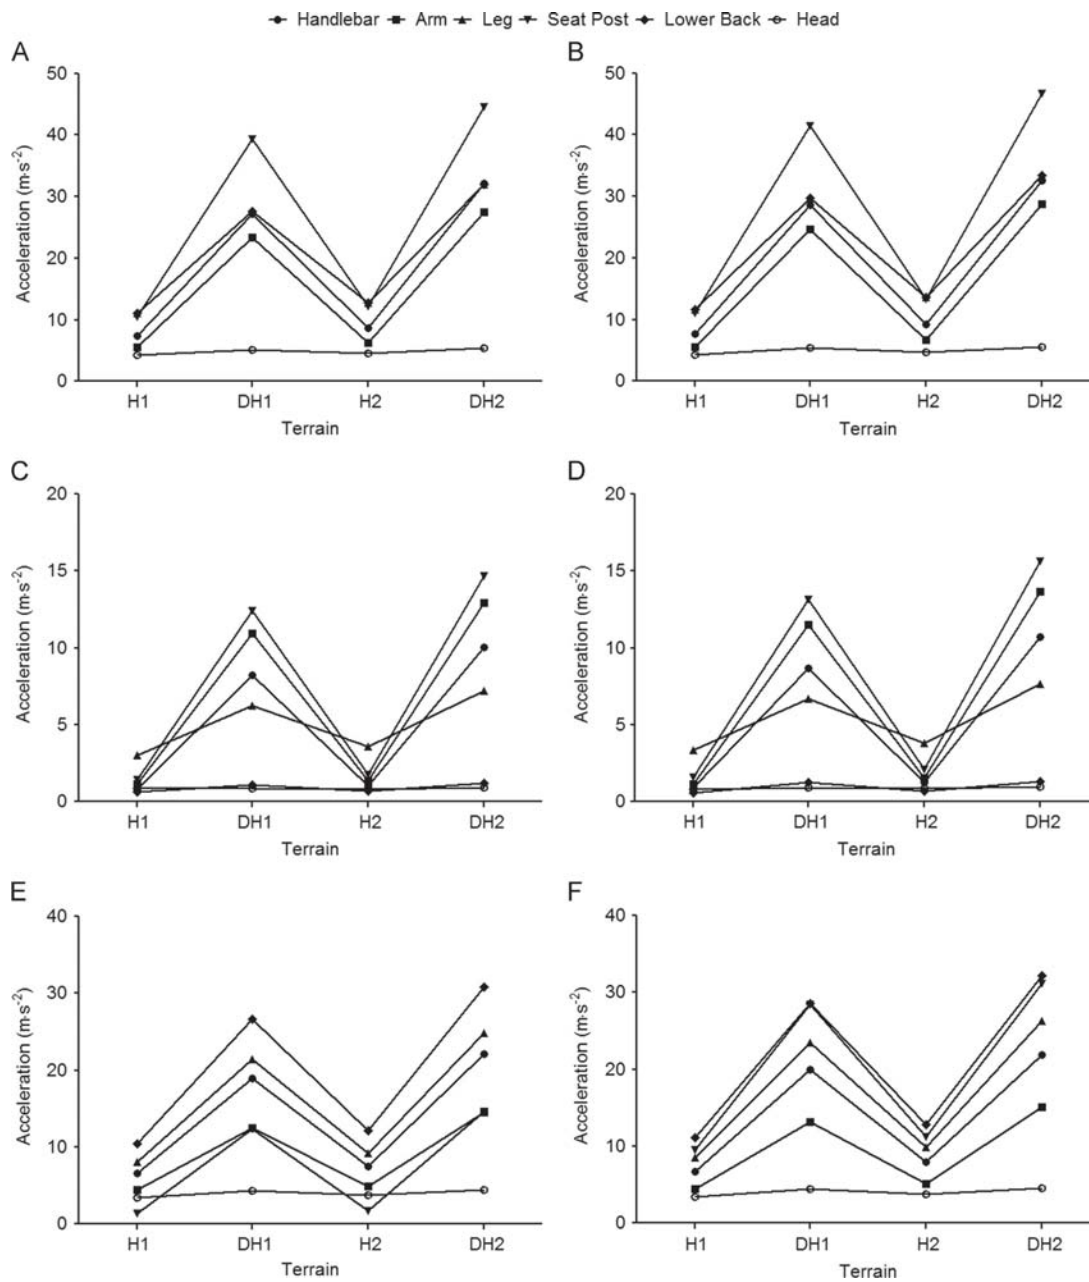 Handlebar Arm Leg Seat Post Lower Back Head
A
B
50
40
30
20
10
0
Acceleration (m·s⁻²)
H1 DH1 H2 DH2
Terrain
50
40
30
20
10
0
Acceleration (m·s⁻²)
H1 DH1 H2 DH2
Terrain
C
D
20
15
10
5
0
Acceleration (m·s⁻²)
H1 DH1 H2 DH2
Terrain
20
15
10
5
0
Acceleration (m·s⁻²)
H1 DH1 H2 DH2
Terrain
E
F
40
30
20
10
0
Acceleration (m·s⁻²)
H1 DH1 H2 DH2
Terrain
40
30
20
10
0
Acceleration (m·s⁻²)
H1 DH1 H2 DH2
Terrain